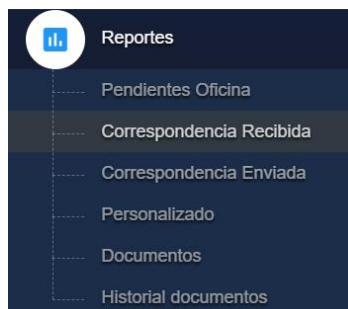 Reportes
Pendientes Oficina
Correspondencia Recibida
Correspondencia Enviada
Personalizado
Documentos
Historial documentos